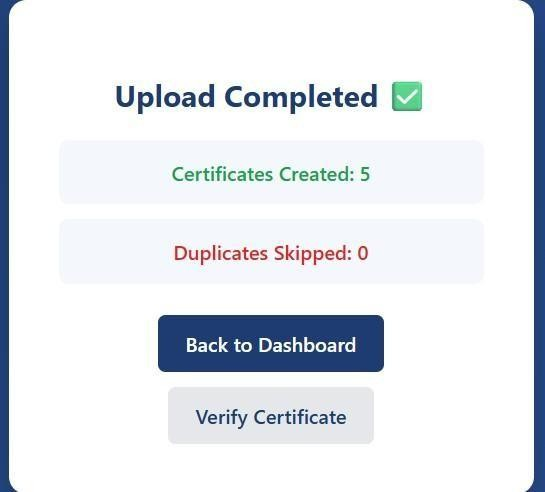 Upload Completed ✅
Certificates Created: 5
Duplicates Skipped: 0
Back to Dashboard
Verify Certificate